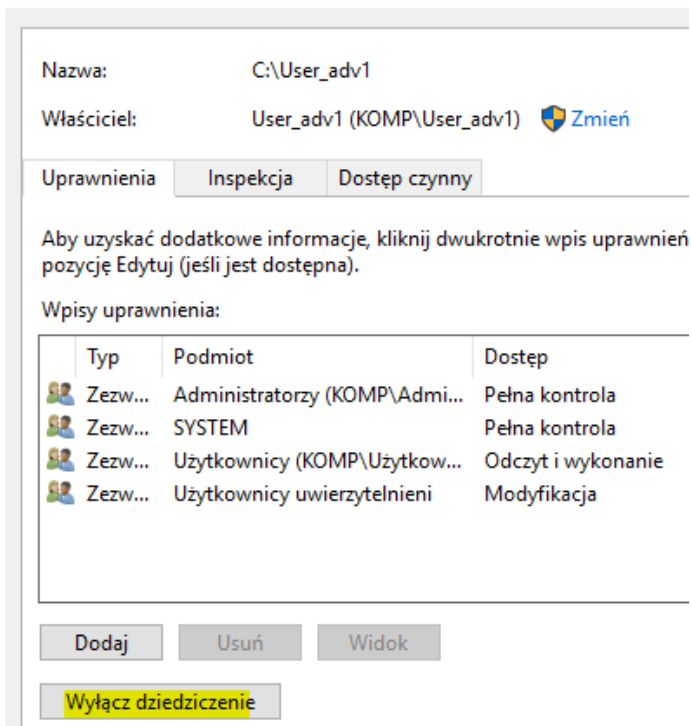 Nazwa: C:\User_adv1
Właściciel: User_adv1 (KOMP\User_adv1) Zmień
Uprawnienia Inspekcja Dostęp czynny
Aby uzyskać dodatkowe informacje, kliknij dwukrotnie wpis uprawnień
pozycję Edytuj (jeśli jest dostępna).
Wpisy uprawnienia:
Typ Podmiot Dostęp
Zezw... Administratorzy (KOMP\Admi... Pełna kontrola
Zezw... SYSTEM Pełna kontrola
Zezw... Użytkownicy (KOMP\Użytkow... Odczyt i wykonanie
Zezw... Użytkownicy uwierzytelnieni Modyfikacja
Dodaj Usuń Widok
Wyłącz dziedziczenie